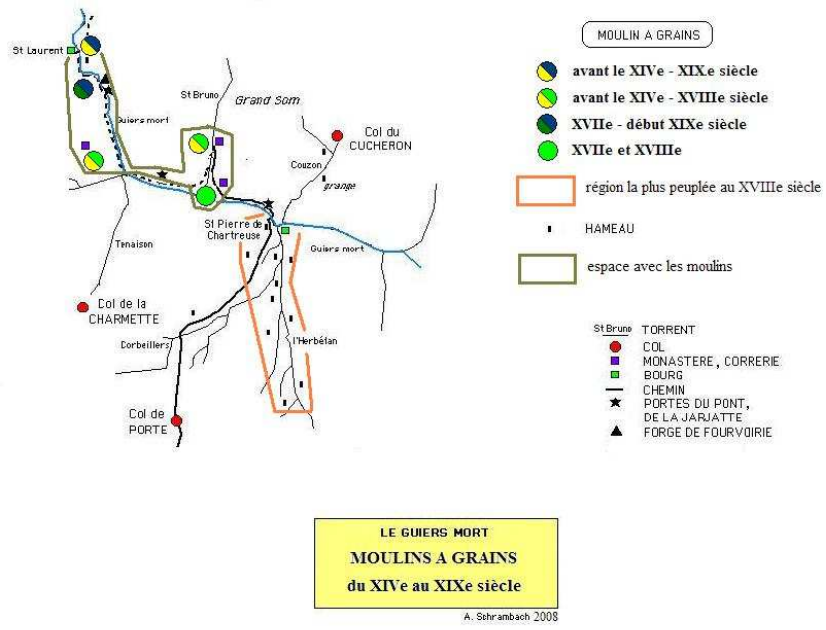 St Laurent
Guiers mort
St Bruno
Grand Som
Col du
CUCHERON
Couzon
grange
St Pierre de
Chartreuse
Guiers mort
Tenaison
Col de la
CHARMETTE
Corbeillers
l'Herbétan
Col de
PORTE
MOULIN A GRAINS
avant le XIVe - XIXe siècle
avant le XIVe - XVIIIe siècle
XVIIe - début XIXe siècle
XVIIe et XVIIIe
région la plus peuplée au XVIIIe siècle
HAMEAU
espace avec les moulins
St Bruno TORRENT
COL
MONASTERE, CORRERIE
BOURG
CHEMIN
PORTES DU PONT,
DE LA JARJATTE
FORGE DE FOURVOIRIE
LE GUIERS MORT
MOULINS A GRAINS
du XIVe au XIXe siècle
A. Schrambach 2008